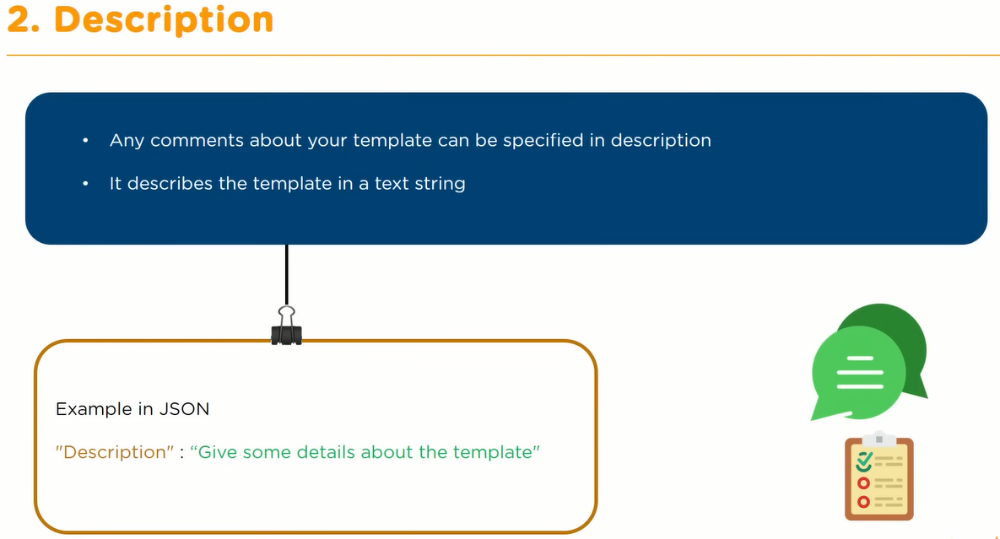 2. Description
• Any comments about your template can be specified in description
• It describes the template in a text string
Example in JSON
"Description" : “Give some details about the template"